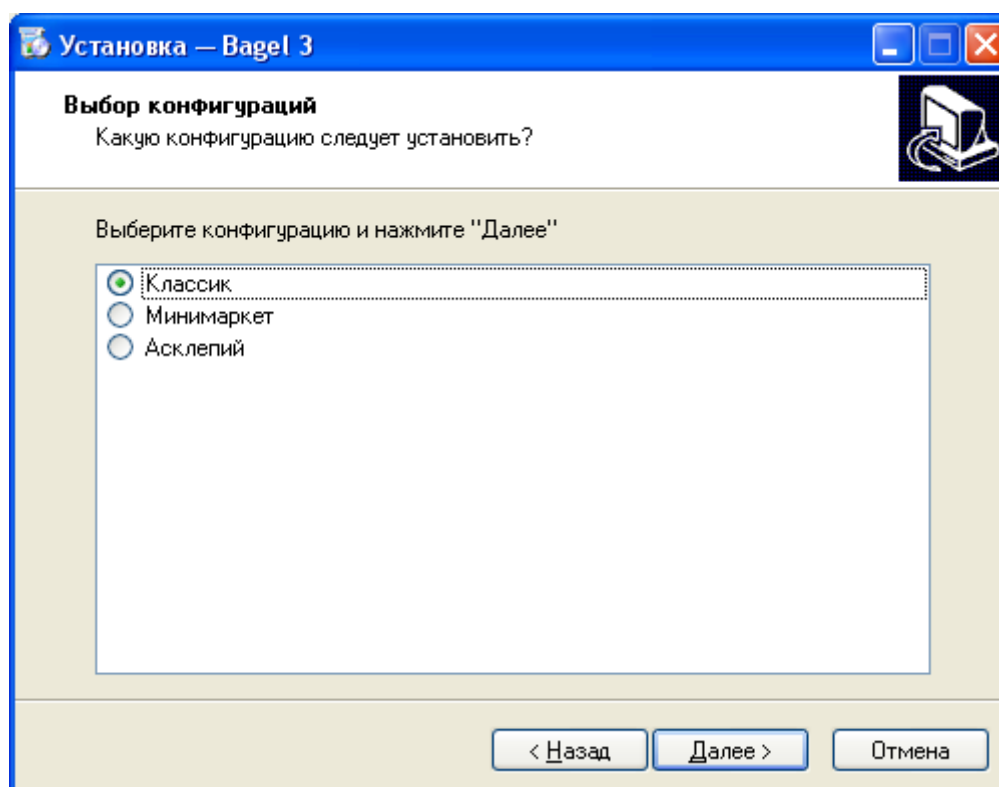 Установка — Bagel 3
Выбор конфигураций
Какую конфигурацию следует установить?
Выберите конфигурацию и нажмите "Далее"
Классик
Минимаркет
Асклепий
< Назад Далее > Отмена